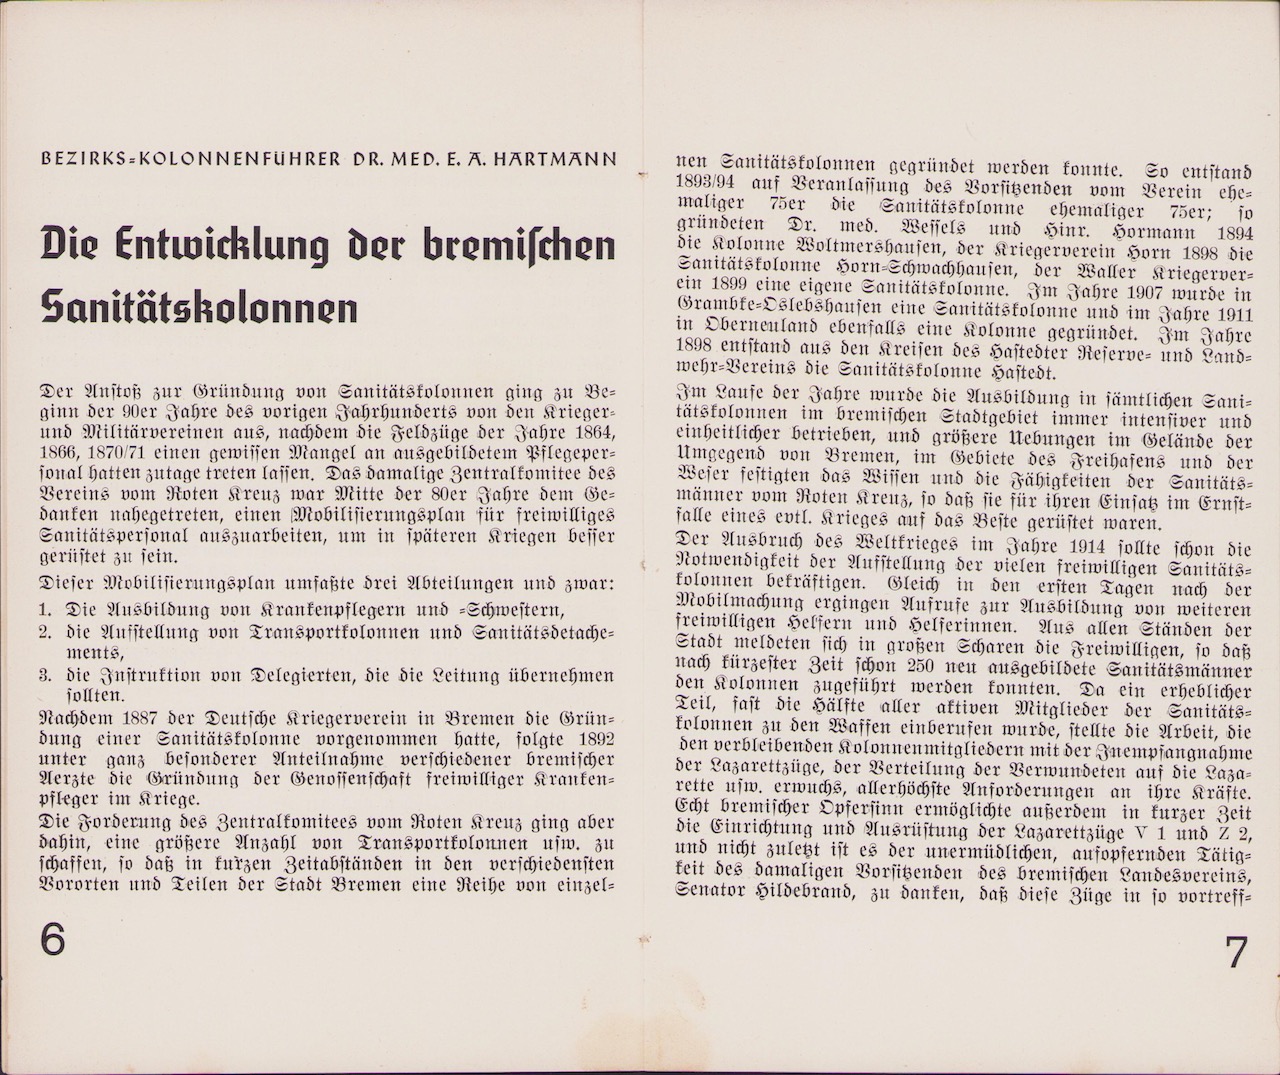 BEZIRKS=KOLONNENFÜHRER DR. MED. E. A. HARTMANN
Die Entwicklung der bremischen
Sanitätskolonnen
Der Anstoß zur Gründung von Sanitätskolonnen ging zu Be=
ginn der 90er Jahre des vorigen Jahrhunderts von den Krieger=
und Militärvereinen aus, nachdem die Feldzüge der Jahre 1864,
1866, 1870/71 einen gewissen Mangel an ausgebildetem Pflegeper=
sonal hatten zutage treten lassen. Das damalige Zentralkomitee des
Vereins vom Roten Kreuz war Mitte der 80er Jahre dem Ge=
danken nahegetreten, einen Mobilisierungsplan für freiwilliges
Sanitätspersonal auszuarbeiten, um in späteren Kriegen besser
gerüstet zu sein.
Dieser Mobilisierungsplan umfaßte drei Abteilungen und zwar:
1. Die Ausbildung von Krankenpflegern und =Schwestern,
2. die Aufstellung von Transportkolonnen und Sanitätsdetache=
ments,
3. die Instruktion von Delegierten, die die Leitung übernehmen
sollten.
Nachdem 1887 der Deutsche Kriegerverein in Bremen die Grün=
dung einer Sanitätskolonne vorgenommen hatte, folgte 1892
unter ganz besonderer Anteilnahme verschiedener bremischer
Aerzte die Gründung der Genossenschaft freiwilliger Kranken=
pfleger im Kriege.
Die Forderung des Zentralkomitees vom Roten Kreuz ging aber
dahin, eine größere Anzahl von Transportkolonnen usw. zu
schaffen, so daß in kurzen Zeitabständen in den verschiedensten
Vororten und Teilen der Stadt Bremen eine Reihe von einzel=
6
nen Sanitätskolonnen gegründet werden konnte. So entstand
1893/94 auf Veranlassung des Vorsitzenden vom Verein ehe=
maliger 75er die Sanitätskolonne ehemaliger 75er; so
gründeten Dr. med. Wessels und Hinr. Hormann 1894
die Kolonne Woltmershausen, der Kriegerverein Horn 1898 die
Sanitätskolonne Horn=Schwachhausen, der Waller Kriegerver=
ein 1899 eine eigene Sanitätskolonne. Im Jahre 1907 wurde in
Grambke=Oslebshausen eine Sanitätskolonne und im Jahre 1911
in Oberneuland ebenfalls eine Kolonne gegründet. Im Jahre
1898 entstand aus den Kreisen des Hastedter Reserve= und Land=
wehr=Vereins die Sanitätskolonne Hastedt.
Im Laufe der Jahre wurde die Ausbildung in sämtlichen Sani=
tätskolonnen im bremischen Stadtgebiet immer intensiver und
einheitlicher betrieben, und größere Uebungen im Gelände der
Umgegend von Bremen, im Gebiete des Freihafens und der
Weser festigten das Wissen und die Fähigkeiten der Sanitäts=
männer vom Roten Kreuz, so daß sie für ihren Einsatz im Ernst=
falle eines evtl. Krieges auf das Beste gerüstet waren.
Der Ausbruch des Weltkrieges im Jahre 1914 sollte schon die
Notwendigkeit der Aufstellung der vielen freiwilligen Sanitäts=
kolonnen bekräftigen. Gleich in den ersten Tagen nach der
Mobilmachung ergingen Aufrufe zur Ausbildung von weiteren
freiwilligen Helfern und Helferinnen. Aus allen Ständen der
Stadt meldeten sich in großen Scharen die Freiwilligen, so daß
nach kürzester Zeit schon 250 neu ausgebildete Sanitätsmänner
den Kolonnen zugeführt werden konnten. Da ein erheblicher
Teil, fast die Hälfte aller aktiven Mitglieder der Sanitäts=
kolonnen zu den Waffen einberufen wurde, stellte die Arbeit, die
den verbleibenden Kolonnenmitgliedern mit der Inempfangnahme
der Lazarettzüge, der Verteilung der Verwundeten auf die Laza=
rette usw. erwuchs, allerhöchste Anforderungen an ihre Kräfte.
Echt bremischer Opfersinn ermöglichte außerdem in kurzer Zeit
die Einrichtung und Ausrüstung der Lazarettzüge V 1 und Z 2,
und nicht zuletzt ist es der unermüdlichen, aufopfernden Tätig=
keit des damaligen Vorsitzenden des bremischen Landesvereins,
Senator Hildebrand, zu danken, daß diese Züge in so vortreff=
7